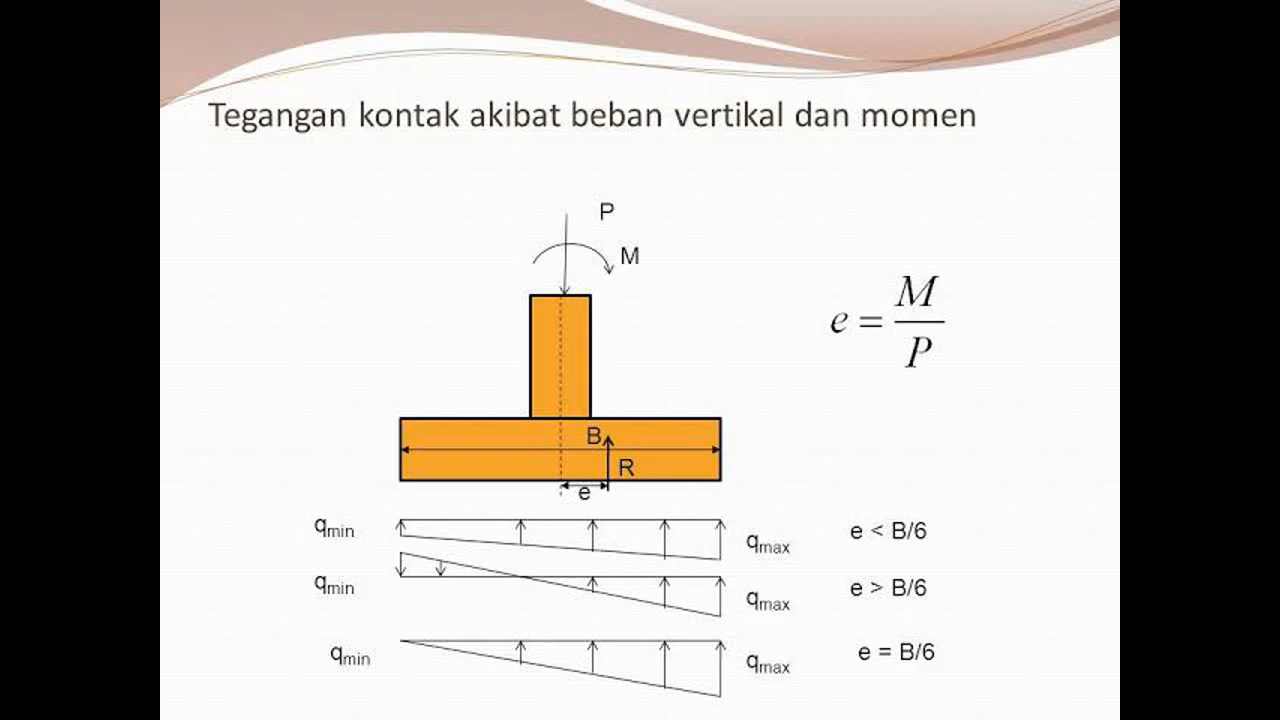 Tegangan kontak akibat beban vertikal dan momen
P
M
e = M/P
B
R
e
qmin
qmax
e < B/6
qmin
qmax
e > B/6
qmin
qmax
e = B/6